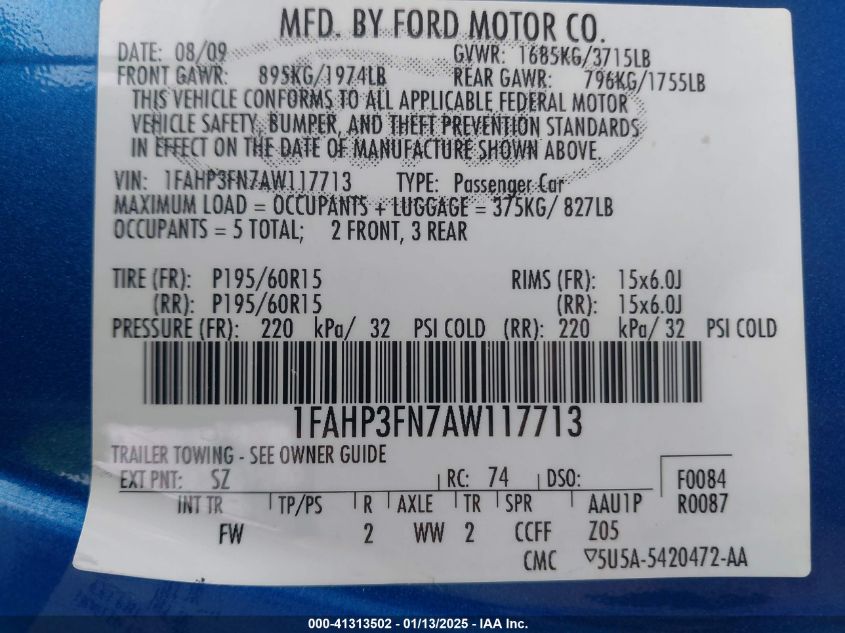 MFD. BY FORD MOTOR CO.
DATE: 08/09 GVWR: 1685KG/3715LB
FRONT GAWR: 895KG/1974LB REAR GAWR: 796KG/1755LB
THIS VEHICLE CONFORMS TO ALL APPLICABLE FEDERAL MOTOR
VEHICLE SAFETY, BUMPER, AND THEFT PREVENTION STANDARDS
IN EFFECT ON THE DATE OF MANUFACTURE SHOWN ABOVE.
VIN: 1FAHP3FN7AW117713 TYPE: Passenger Car
MAXIMUM LOAD = OCCUPANTS + LUGGAGE = 375KG/ 827LB
OCCUPANTS = 5 TOTAL; 2 FRONT, 3 REAR
TIRE (FR): P195/60R15 RIMS (FR): 15x6.0J
(RR): P195/60R15 (RR): 15x6.0J
PRESSURE (FR): 220 kPa/ 32 PSI COLD (RR): 220 kPa/ 32 PSI COLD
1FAHP3FN7AW117713
TRAILER TOWING - SEE OWNER GUIDE
EXT PNT: SZ RC: 74 DSO: F0084
INT TR TP/PS R AXLE TR SPR AAU1P R0087
FW 2 WW 2 CCFF Z05
CMC ▽5U5A-5420472-AA
000-41313502 - 01/13/2025 - IAA Inc.